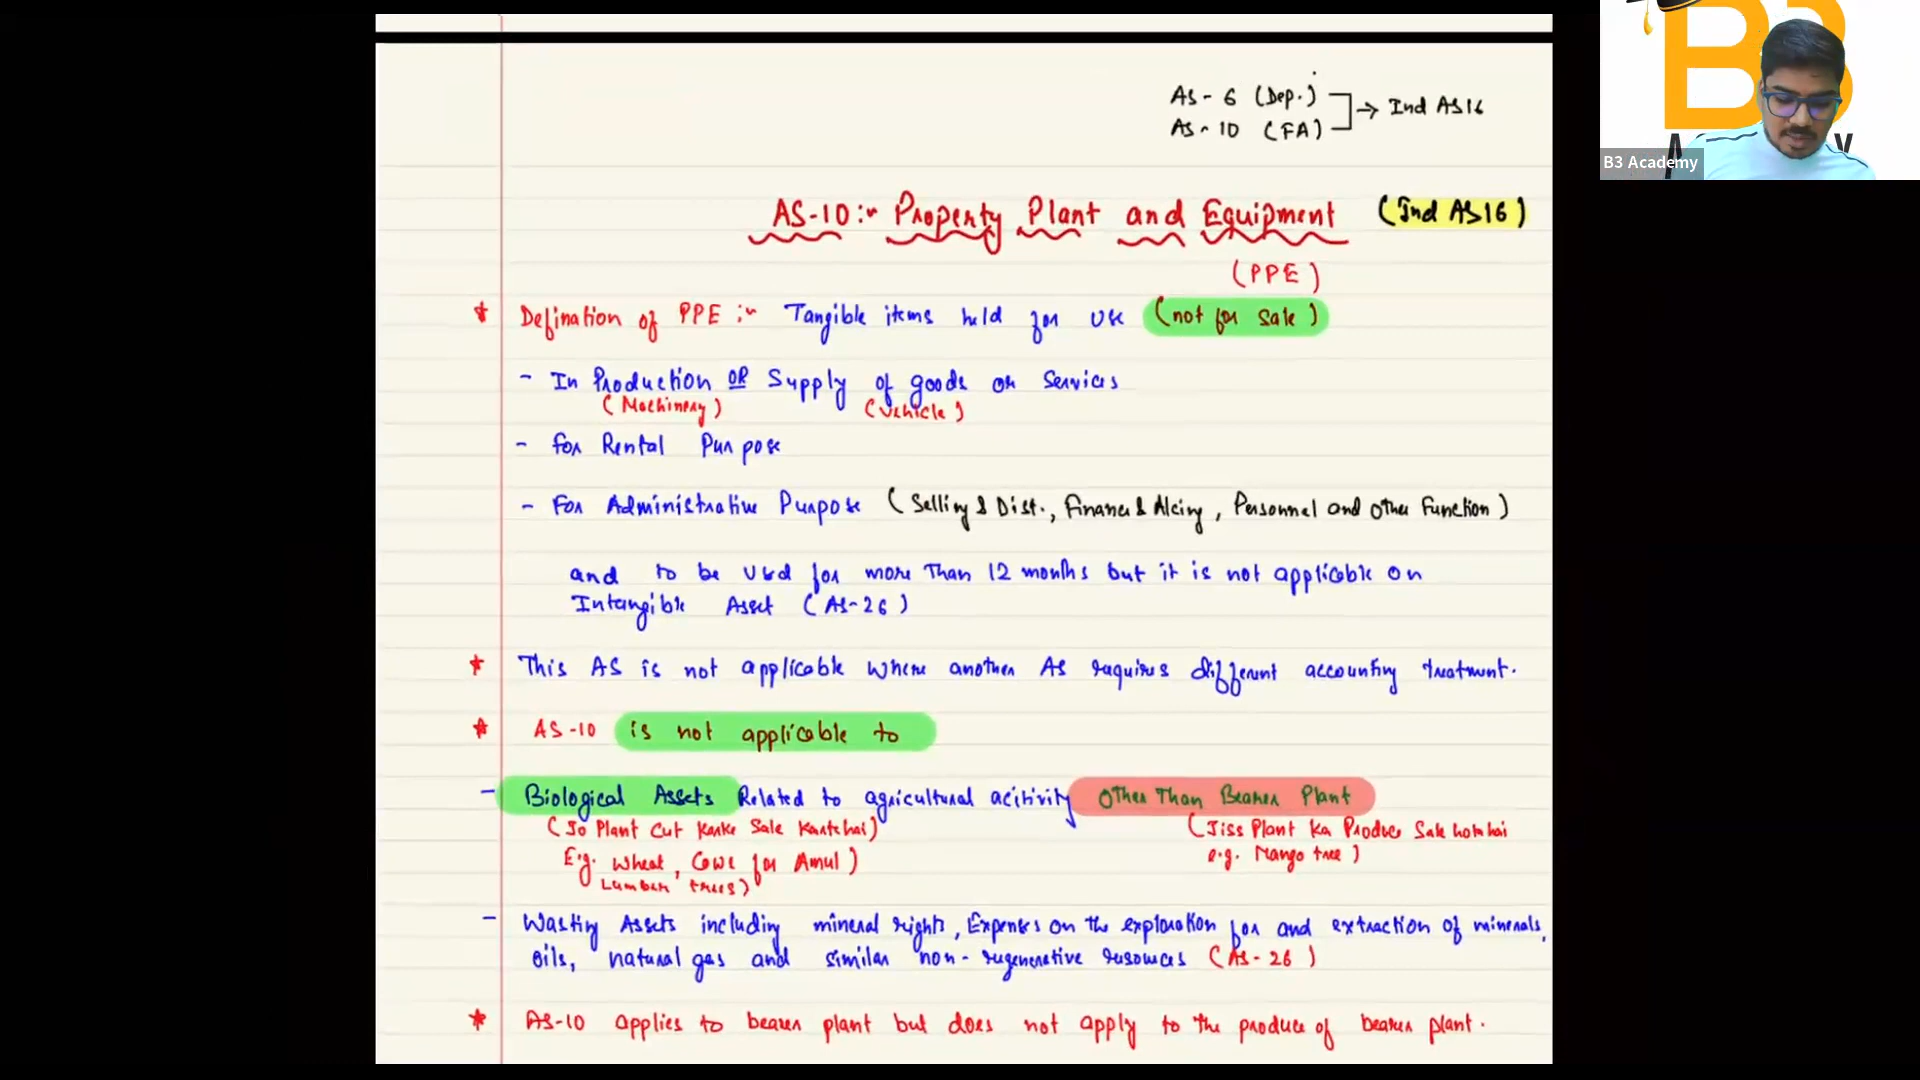 AS-6 (Dep.)
AS-10 (FA)
→ Ind AS16
B3
B3 Academy
AS-10:- Property Plant and Equipment (Ind AS16)
(PPE)
* Defination of PPE :- Tangible items held for use (not for sale)
- In Production OR Supply of goods or Services
(Machinery) (Vehicle)
- for Rental Purpose
- For Administrative Purpose (Selling & Dist., Finance & A/cing, Personnel and other Function)
and to be used for more than 12 months but it is not applicable on
Intangible Asset (AS-26)
* This AS is not applicable where another AS requires different accounting treatment.
* AS-10 is not applicable to
- Biological Assets Related to agricultural acitivity Other Than Bearer Plant
(Jo Plant Cut Karke Sale Karte hai) (Jiss Plant Ka Produce Sale hota hai
E.g. Wheat, Cows for Amul) e.g. Mango tree)
Lumber trees)
- Wasting Assets including mineral rights, Expenses on the exploration for and extraction of minerals,
oils, natural gas and similar non-regenerative resources (AS-26)
* AS-10 applies to bearer plant but does not apply to the produce of bearer plant.